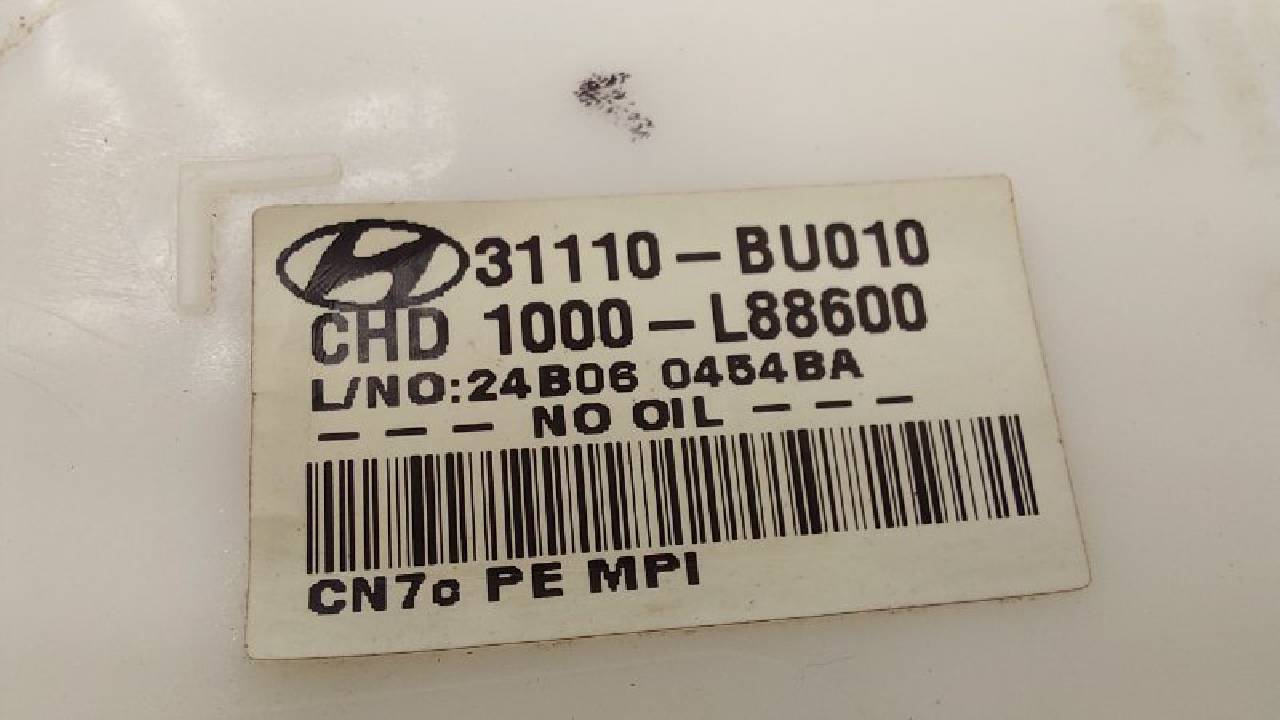 31110-BU010
CHD 1000-L88600
L/NO:24B06 0454BA
--- NO OIL ---
CN7c PE MPI